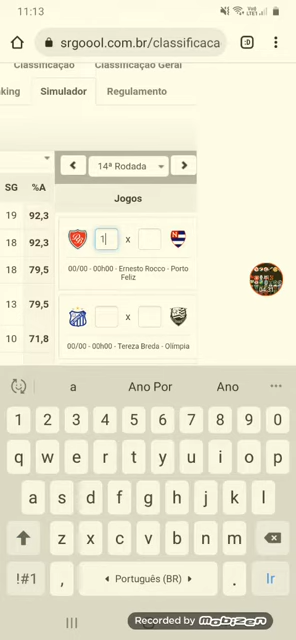 11:13
srgoool.com.br/classificaca
:D
Classificação Classificação Geral
nking Simulador Regulamento
14ª Rodada
SG %A Jogos
19 92,3
1 x
18 92,3
00/00 - 00h00 - Ernesto Rocco - Porto
Feliz
18 79,5
13 79,5
x
10 71,8
00/00 - 00h00 - Tereza Breda - Olímpia
a Ano Por Ano
1 2 3 4 5 6 7 8 9 0
q w e r t y u i o p
a s d f g h j k l
z x c v b n m
!#1 , Português (BR) . Ir
Recorded by Mobizen